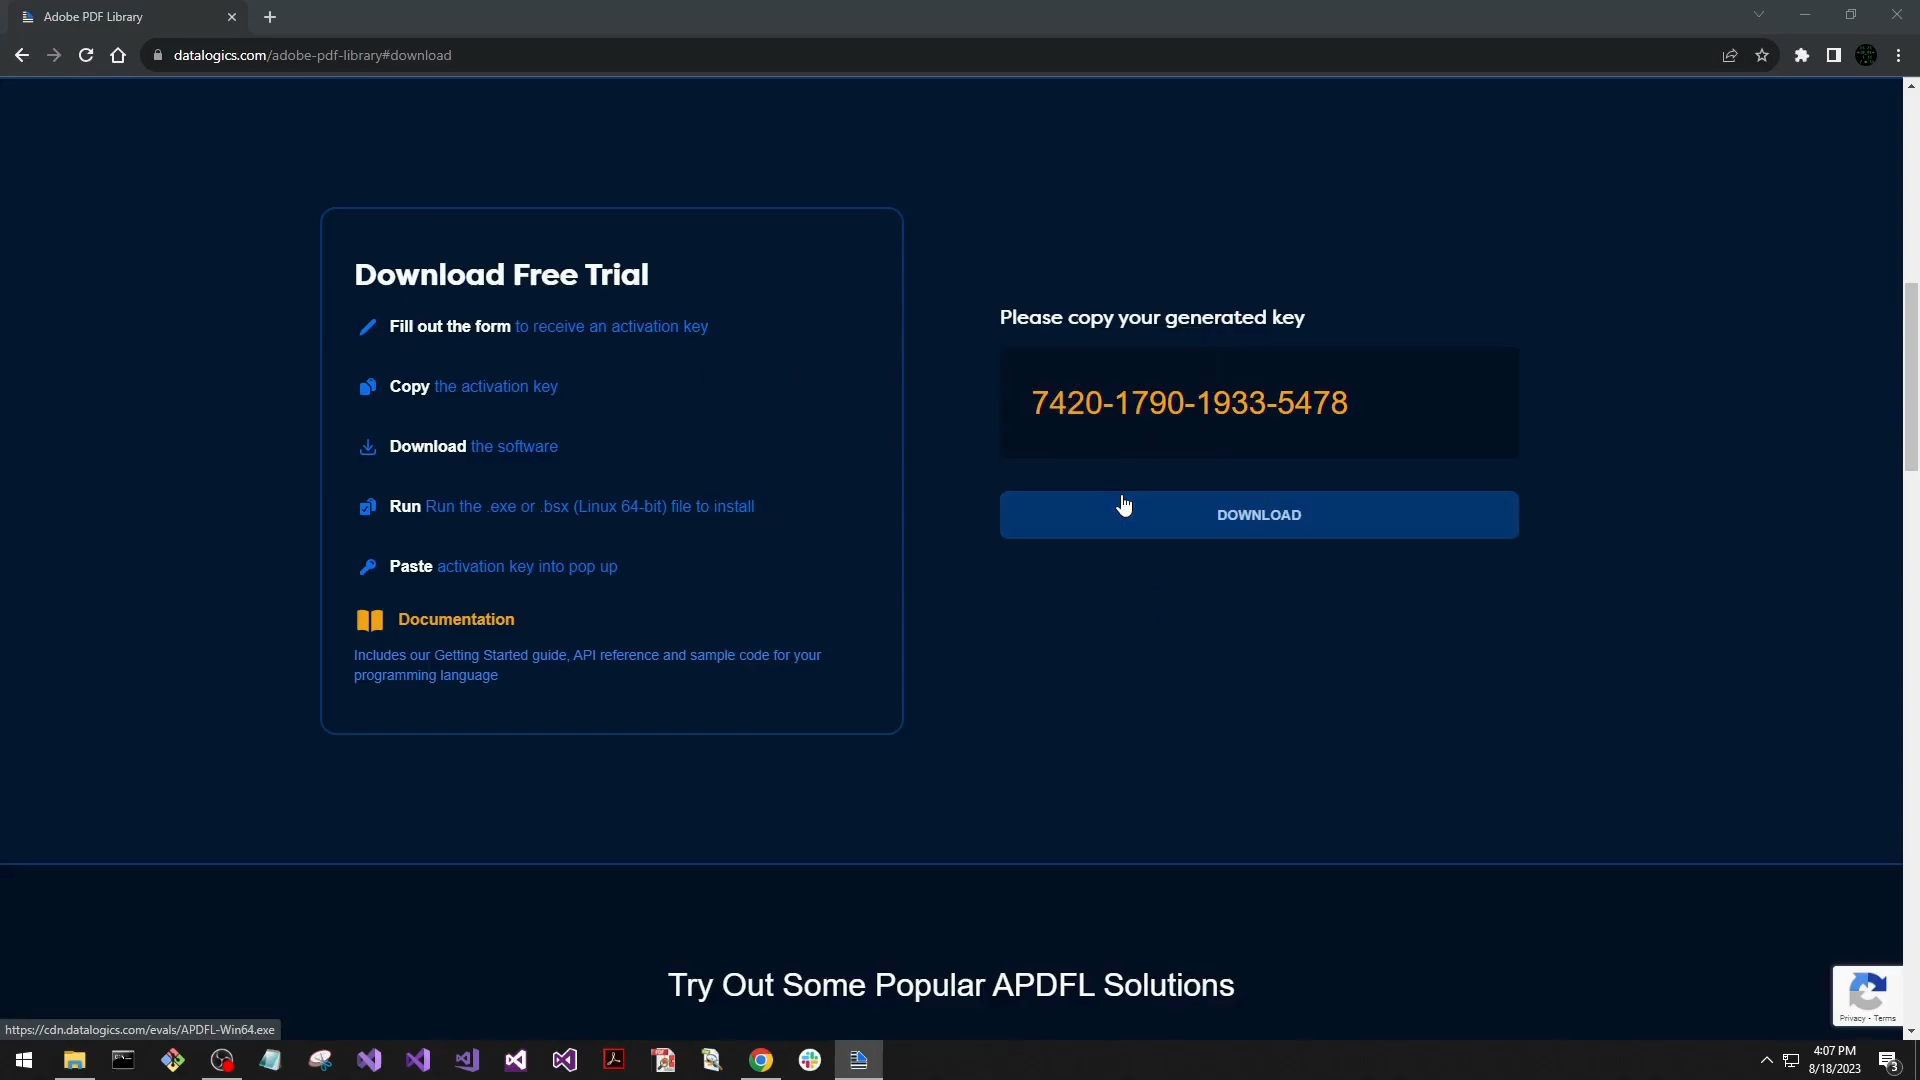 Adobe PDF Library
datalogics.com/adobe-pdf-library#download
Download Free Trial
Fill out the form to receive an activation key
Copy the activation key
Download the software
Run Run the .exe or .bsx (Linux 64-bit) file to install
Paste activation key into pop up
Documentation
Includes our Getting Started guide, API reference and sample code for your
programming language
Please copy your generated key
7420-1790-1933-5478
DOWNLOAD
Try Out Some Popular APDFL Solutions
Privacy - Terms
https://cdn.datalogics.com/evals/APDFL-Win64.exe
4:07 PM
8/18/2023
3